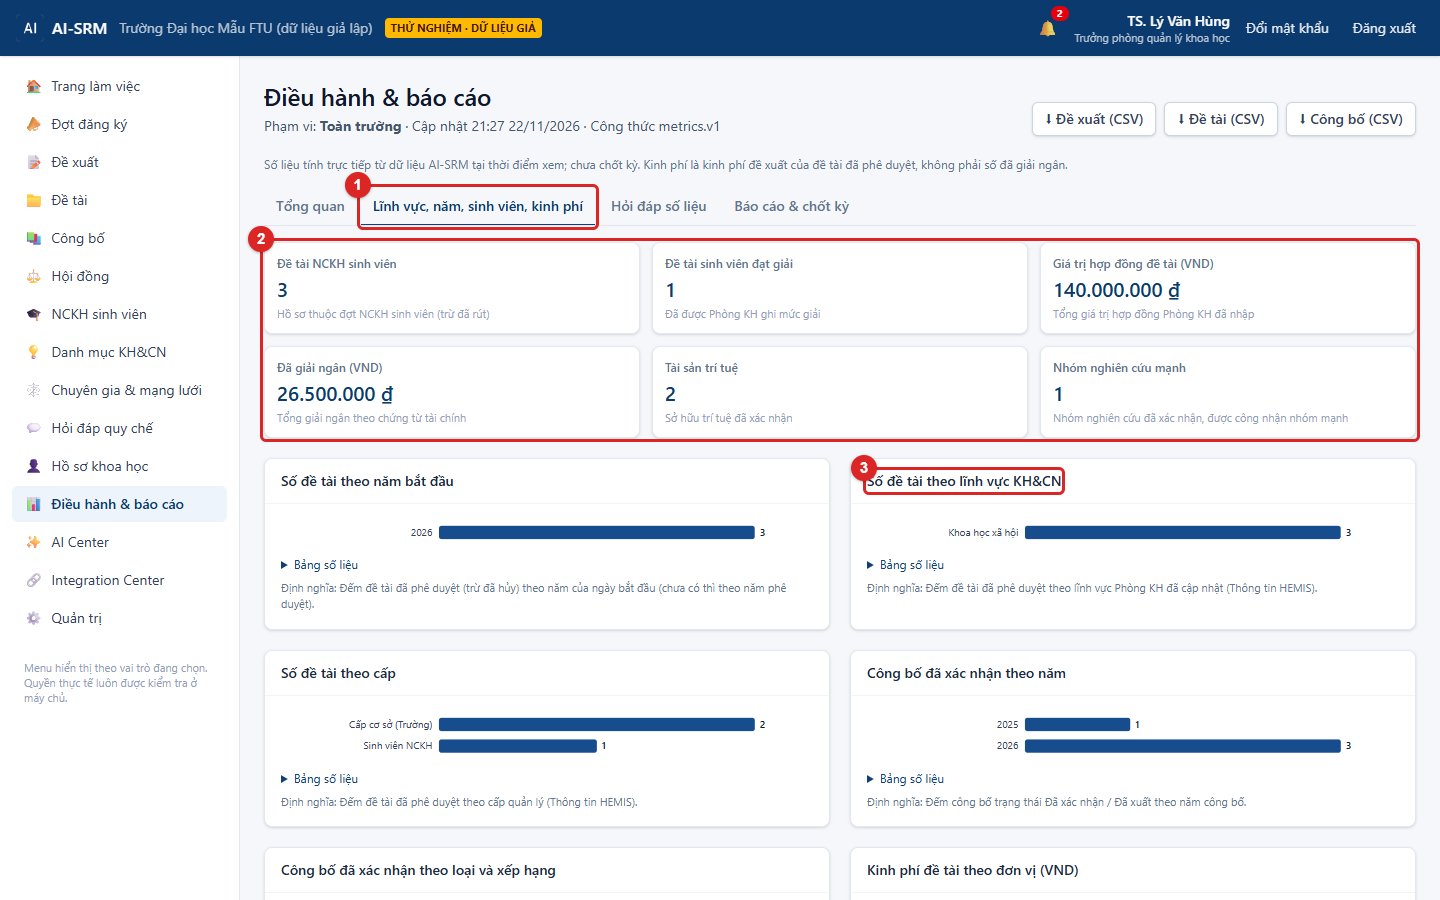 AI AI-SRM Trường Đại học Mẫu FTU (dữ liệu giả lập) THỬ NGHIỆM · DỮ LIỆU GIẢ
2
TS. Lý Văn Hùng
Trưởng phòng quản lý khoa học
Đổi mật khẩu
Đăng xuất
Trang làm việc
Đợt đăng ký
Đề xuất
Đề tài
Công bố
Hội đồng
NCKH sinh viên
Danh mục KH&CN
Chuyên gia & mạng lưới
Hỏi đáp quy chế
Hồ sơ khoa học
Điều hành & báo cáo
AI Center
Integration Center
Quản trị
Menu hiển thị theo vai trò đang chọn.
Quyền thực tế luôn được kiểm tra ở
máy chủ.
Điều hành & báo cáo
Phạm vi: Toàn trường · Cập nhật 21:27 22/11/2026 · Công thức metrics.v1
⬇ Đề xuất (CSV)
⬇ Đề tài (CSV)
⬇ Công bố (CSV)
Số liệu tính trực tiếp từ dữ liệu AI-SRM tại thời điểm xem; chưa chốt kỳ. Kinh phí là kinh phí đề xuất của đề tài đã phê duyệt, không phải số đã giải ngân.
1
Tổng quan
Lĩnh vực, năm, sinh viên, kinh phí
Hỏi đáp số liệu
Báo cáo & chốt kỳ
2
Đề tài NCKH sinh viên
3
Hồ sơ thuộc đợt NCKH sinh viên (trừ đã rút)
Đề tài sinh viên đạt giải
1
Đã được Phòng KH ghi mức giải
Giá trị hợp đồng đề tài (VND)
140.000.000 ₫
Tổng giá trị hợp đồng Phòng KH đã nhập
Đã giải ngân (VND)
26.500.000 ₫
Tổng giải ngân theo chứng từ tài chính
Tài sản trí tuệ
2
Sở hữu trí tuệ đã xác nhận
Nhóm nghiên cứu mạnh
1
Nhóm nghiên cứu đã xác nhận, được công nhận nhóm mạnh
Số đề tài theo năm bắt đầu
2026 3
▶ Bảng số liệu
Định nghĩa: Đếm đề tài đã phê duyệt (trừ đã hủy) theo năm của ngày bắt đầu (chưa có thì theo năm phê
duyệt).
3
Số đề tài theo lĩnh vực KH&CN
Khoa học xã hội 3
▶ Bảng số liệu
Định nghĩa: Đếm đề tài đã phê duyệt theo lĩnh vực Phòng KH đã cập nhật (Thông tin HEMIS).
Số đề tài theo cấp
Cấp cơ sở (Trường) 2
Sinh viên NCKH 1
▶ Bảng số liệu
Định nghĩa: Đếm đề tài đã phê duyệt theo cấp quản lý (Thông tin HEMIS).
Công bố đã xác nhận theo năm
2025 1
2026 3
▶ Bảng số liệu
Định nghĩa: Đếm công bố trạng thái Đã xác nhận / Đã xuất theo năm công bố.
Công bố đã xác nhận theo loại và xếp hạng
Kinh phí đề tài theo đơn vị (VND)